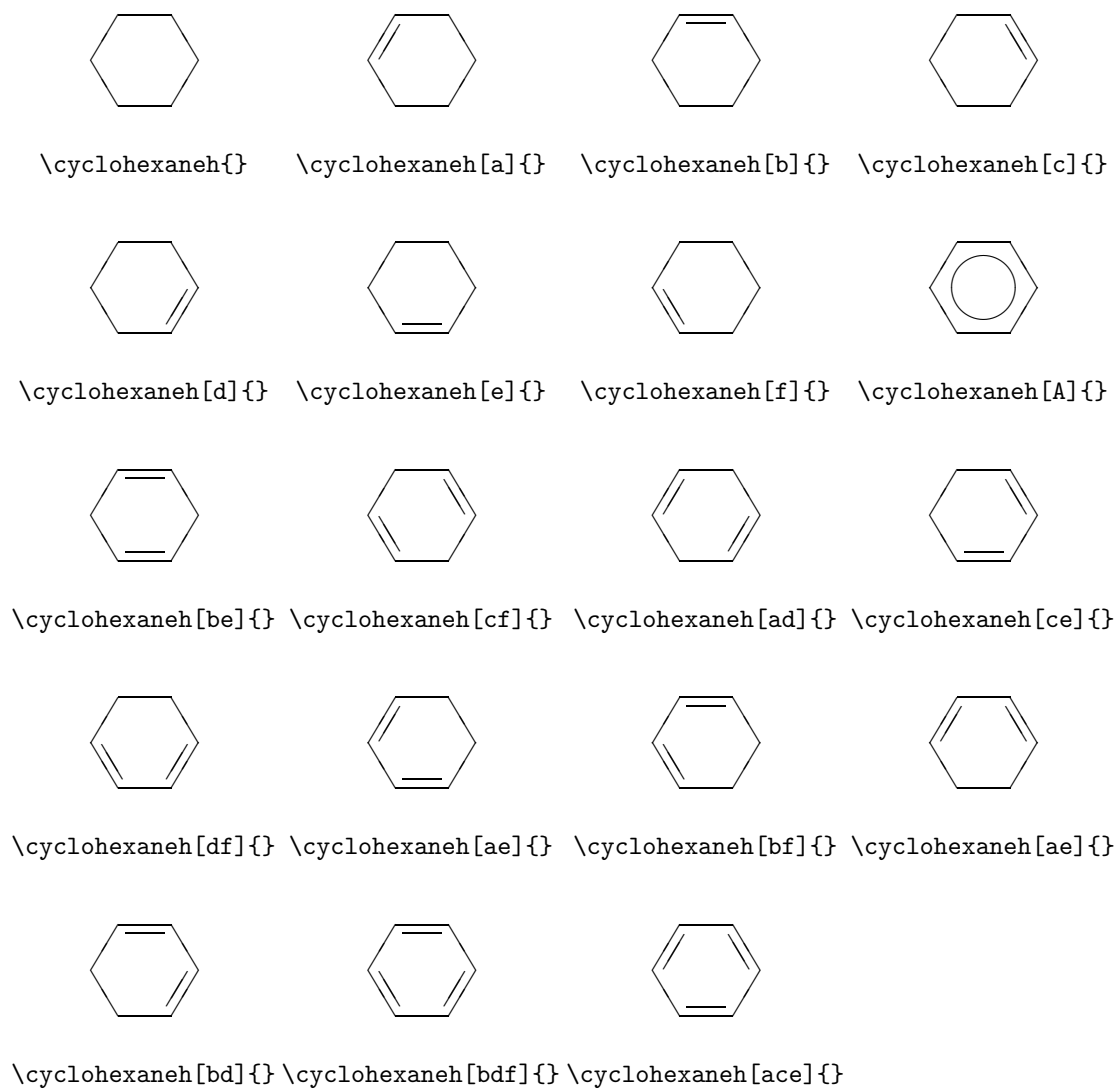 \cyclohexaneh{} \cyclohexaneh[a]{} \cyclohexaneh[b]{} \cyclohexaneh[c]{}
\cyclohexaneh[d]{} \cyclohexaneh[e]{} \cyclohexaneh[f]{} \cyclohexaneh[A]{}
\cyclohexaneh[be]{} \cyclohexaneh[cf]{} \cyclohexaneh[ad]{} \cyclohexaneh[ce]{}
\cyclohexaneh[df]{} \cyclohexaneh[ae]{} \cyclohexaneh[bf]{} \cyclohexaneh[ae]{}
\cyclohexaneh[bd]{} \cyclohexaneh[bdf]{} \cyclohexaneh[ace]{}